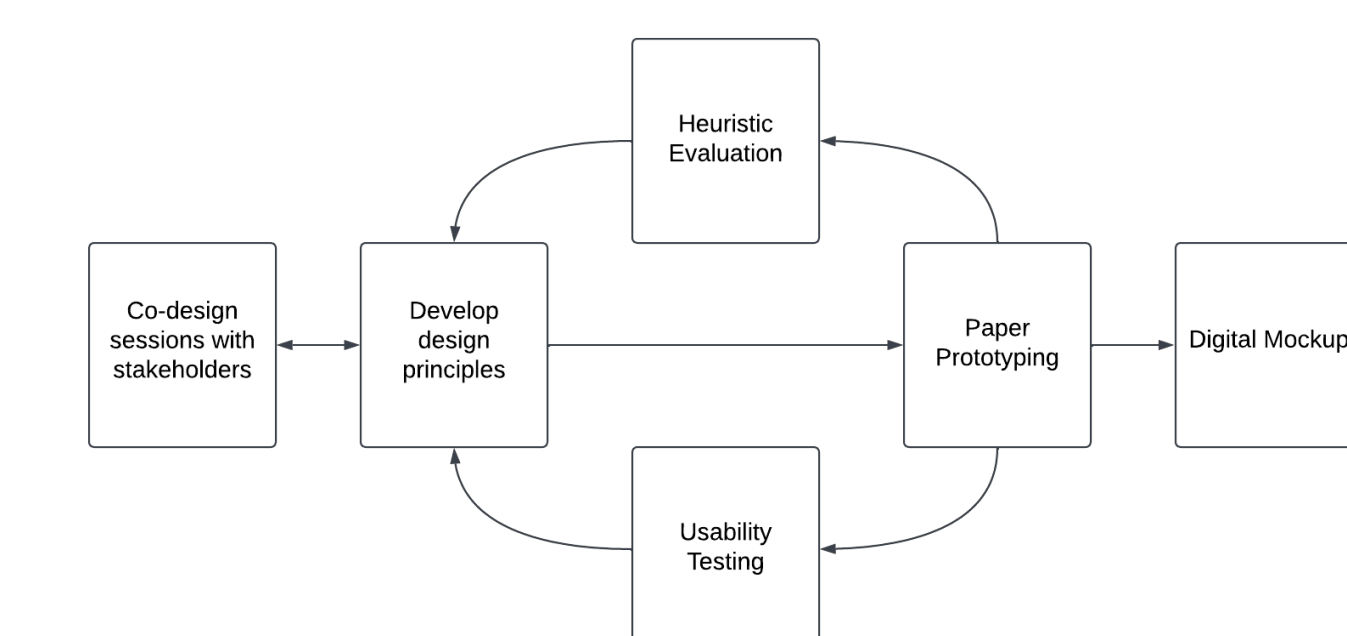 Heuristic
Evaluation
Co-design
sessions with
stakeholders
Develop
design
principles
Paper
Prototyping
Digital Mockup
Usability
Testing